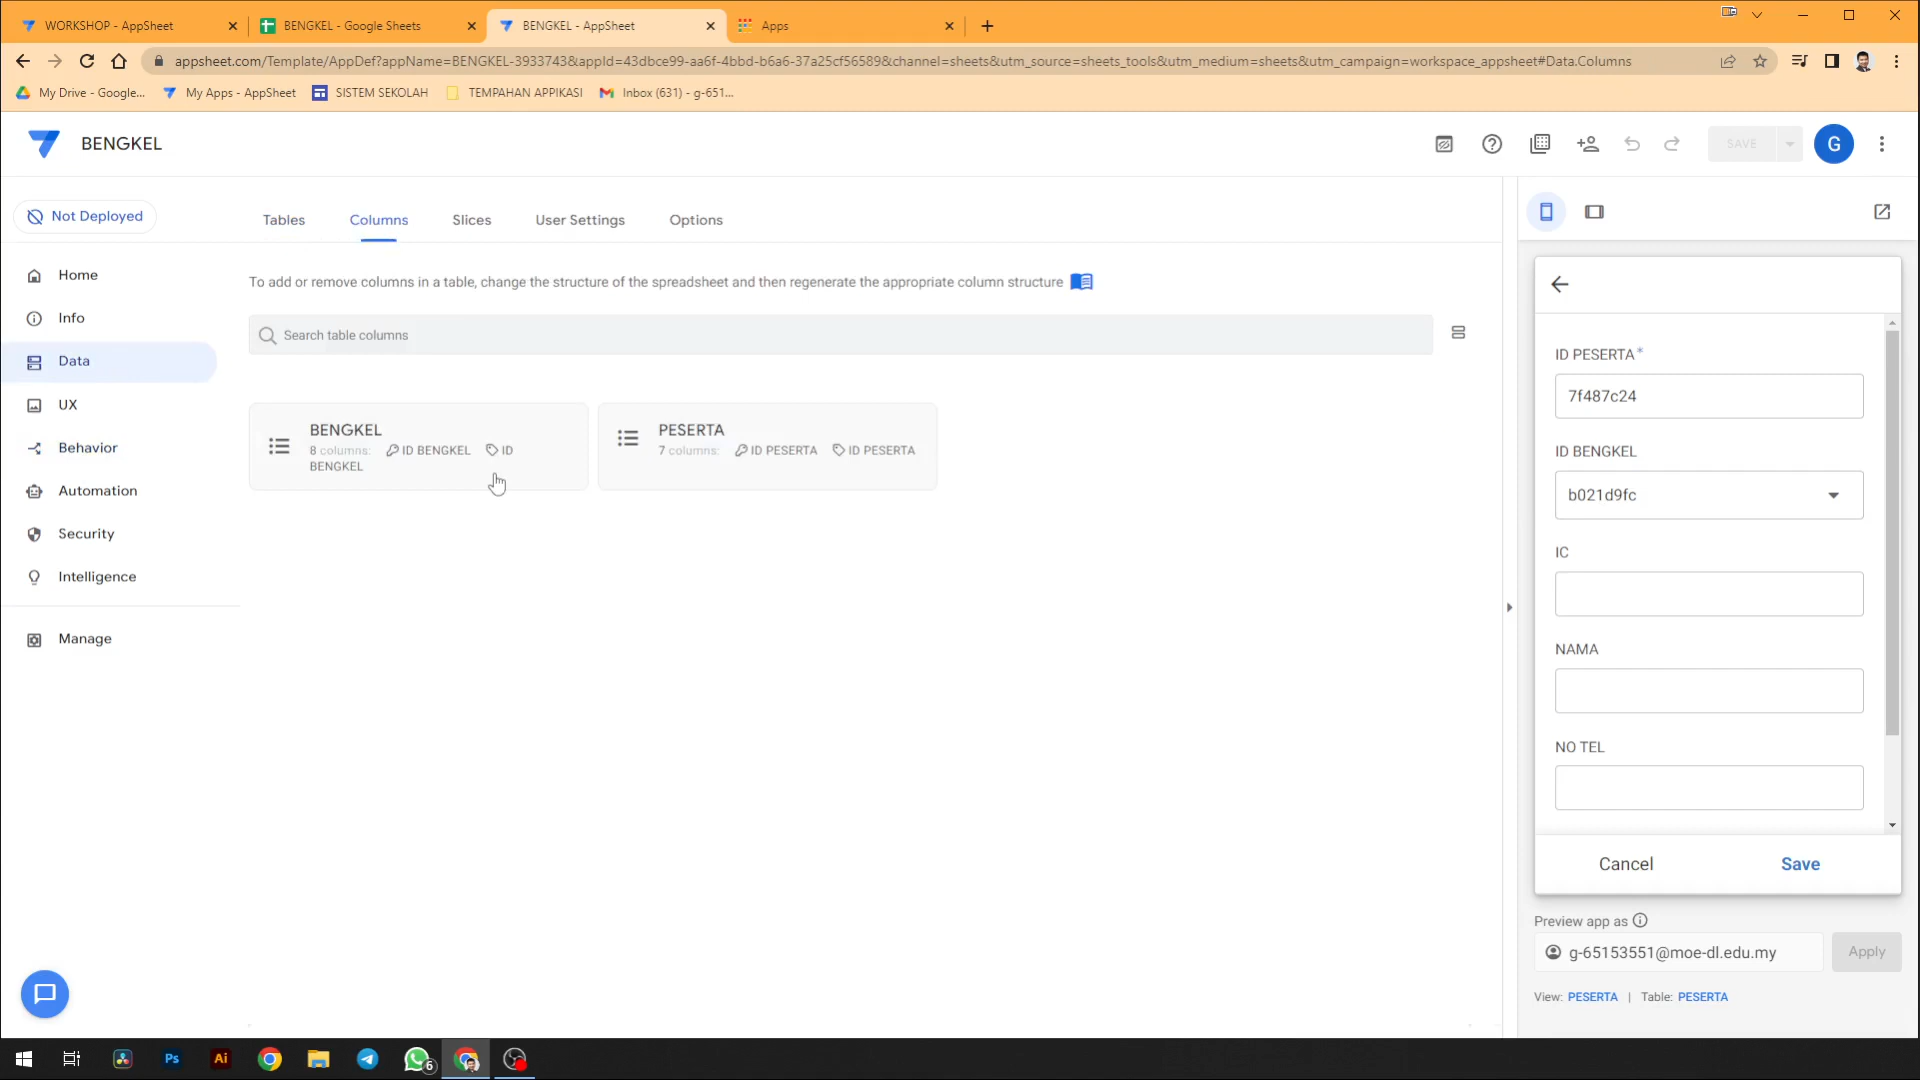 WORKSHOP - AppSheet
BENGKEL - Google Sheets
BENGKEL - AppSheet
Apps
appsheet.com/Template/AppDef?appName=BENGKEL-3933743&appId=43dbce99-aa6f-4bbd-b6a6-37a25cf56589&channel=sheets&utm_source=sheets_tools&utm_medium=sheets&utm_campaign=workspace_appsheet#Data.Columns
My Drive - Google...
My Apps - AppSheet
SISTEM SEKOLAH
TEMPAHAN APPIKASI
Inbox (631) - g-651...
BENGKEL
SAVE
G
Not Deployed
Tables
Columns
Slices
User Settings
Options
Home
Info
Data
UX
Behavior
Automation
Security
Intelligence
Manage
To add or remove columns in a table, change the structure of the spreadsheet and then regenerate the appropriate column structure
Search table columns
BENGKEL
8 columns: ID BENGKEL ID
BENGKEL
PESERTA
7 columns: ID PESERTA ID PESERTA
ID PESERTA*
7f487c24
ID BENGKEL
b021d9fc
IC
NAMA
NO TEL
Cancel
Save
Preview app as
g-65153551@moe-dl.edu.my
Apply
View: PESERTA | Table: PESERTA
Ps
Ai
6